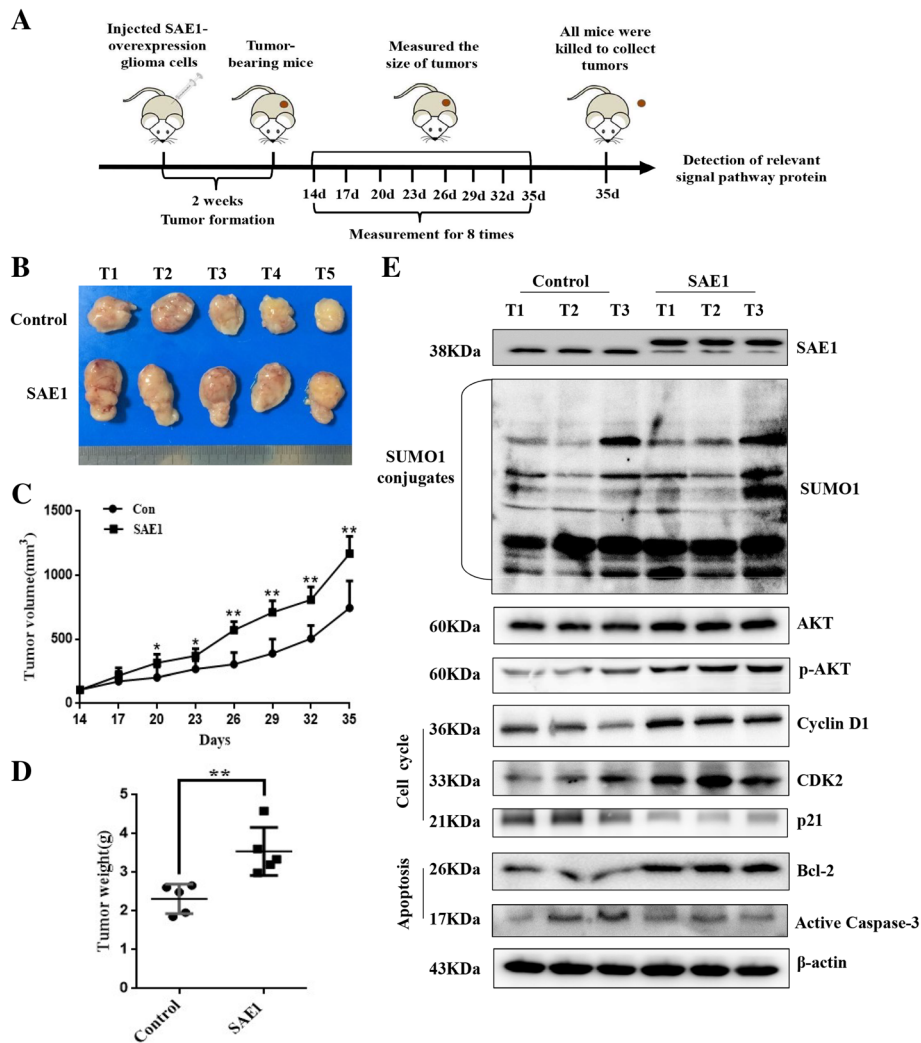 A
Injected SAE1-
overexpression
glioma cells
Tumor-
bearing mice
Measured the
size of tumors
All mice were
killed to collect
tumors
2 weeks
Tumor formation
14d 17d 20d 23d 26d 29d 32d 35d
Measurement for 8 times
35d
Detection of relevant
signal pathway protein
B
T1 T2 T3 T4 T5
Control
SAE1
C
Con
SAE1
Tumor volume(mm3)
1500
1000
500
0
* * ** ** ** **
14 17 20 23 26 29 32 35
Days
D
**
Tumor weight(g)
5
4
3
2
1
0
Control
SAE1
E
Control SAE1
T1 T2 T3 T1 T2 T3
38KDa SAE1
SUMO1
conjugates
SUMO1
60KDa AKT
60KDa p-AKT
Cell cycle
36KDa Cyclin D1
33KDa CDK2
21KDa p21
Apoptosis
26KDa Bcl-2
17KDa Active Caspase-3
43KDa β-actin